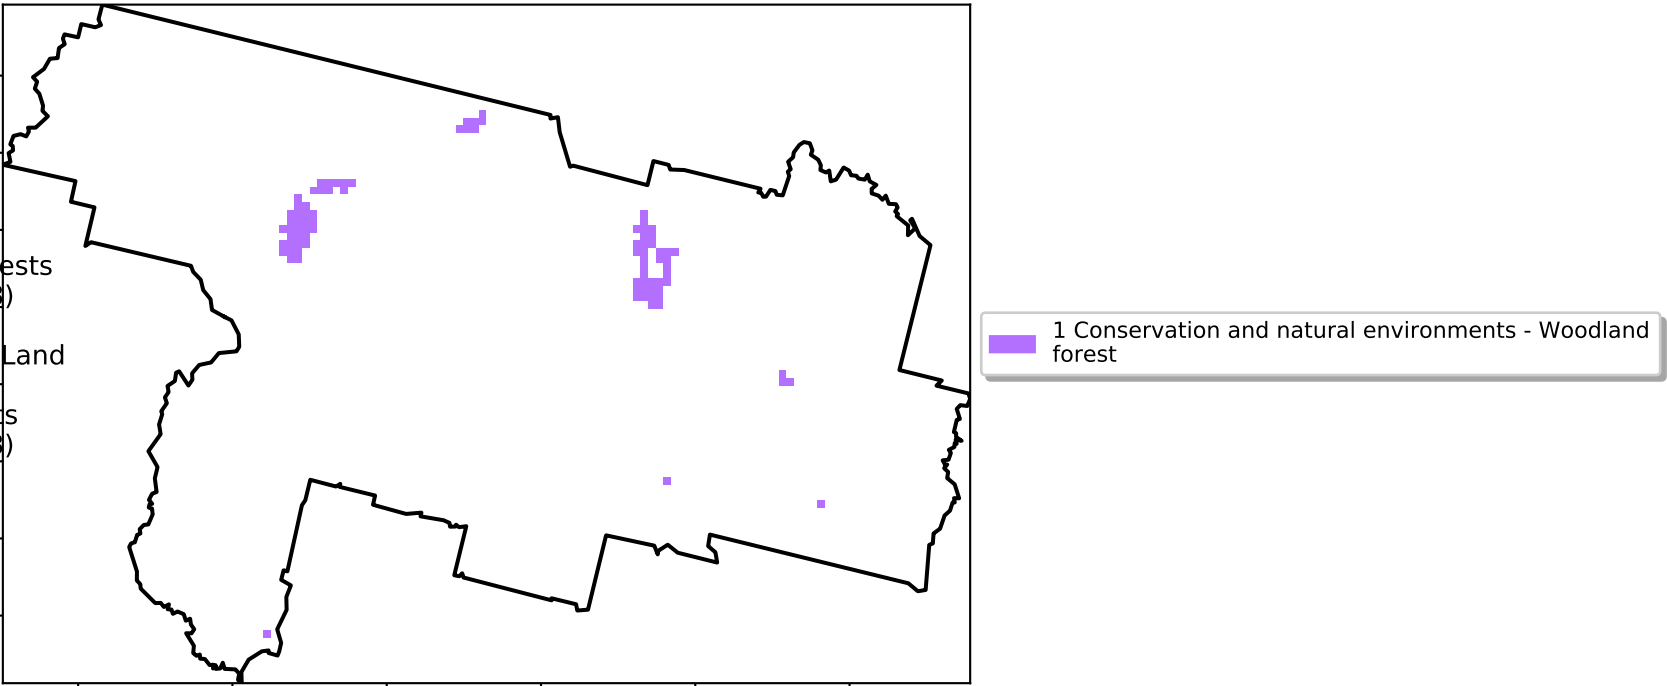 ests
)
Land
s
)
1 Conservation and natural environments - Woodland
forest